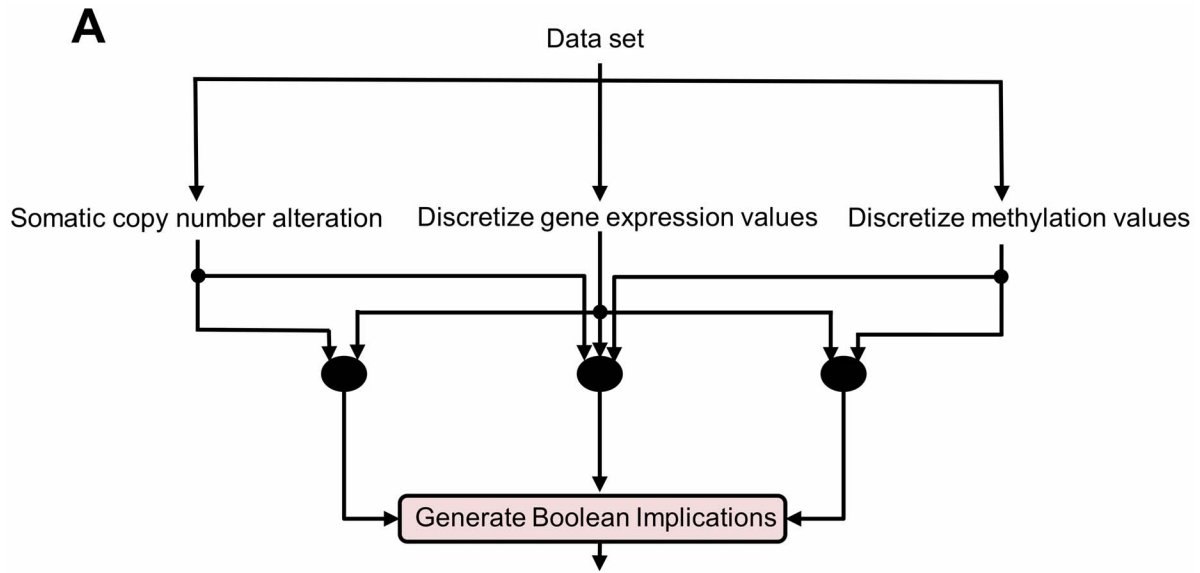 A
Data set
Somatic copy number alteration
Discretize gene expression values
Discretize methylation values
Generate Boolean Implications